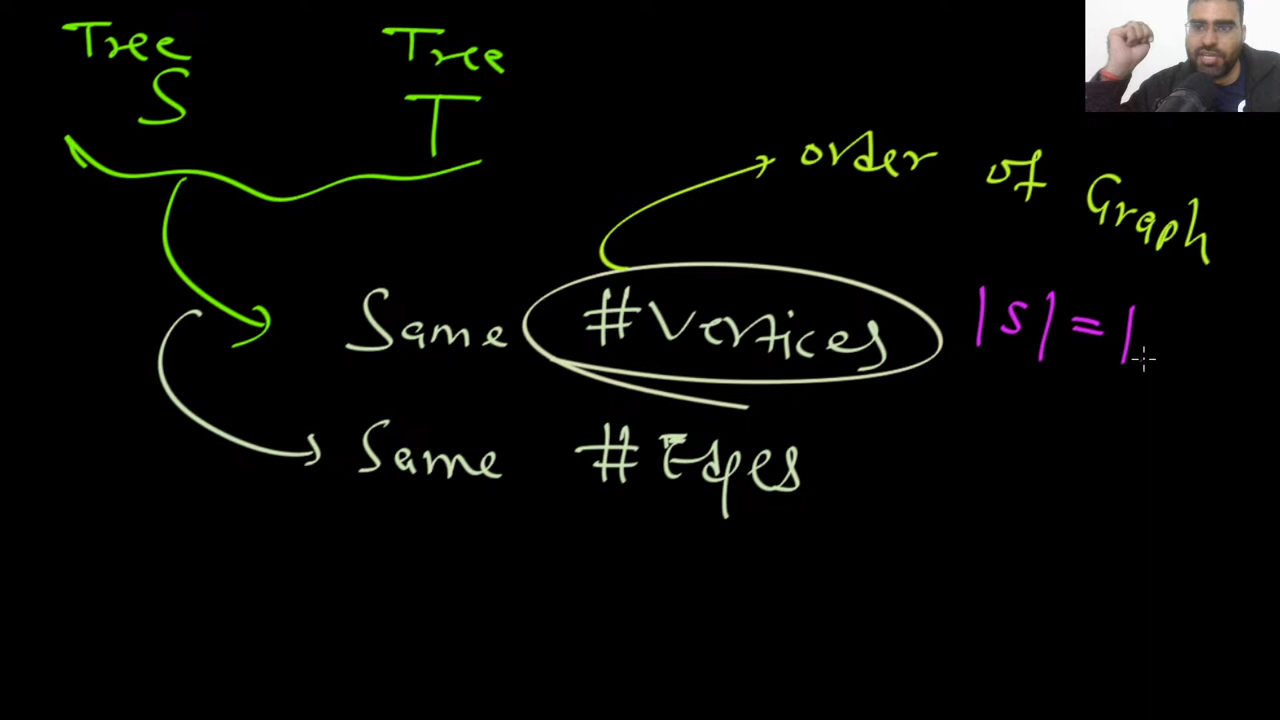 Tree Tree
S T
order of Graph
Same #Vertices |S| = |
Same #Edges